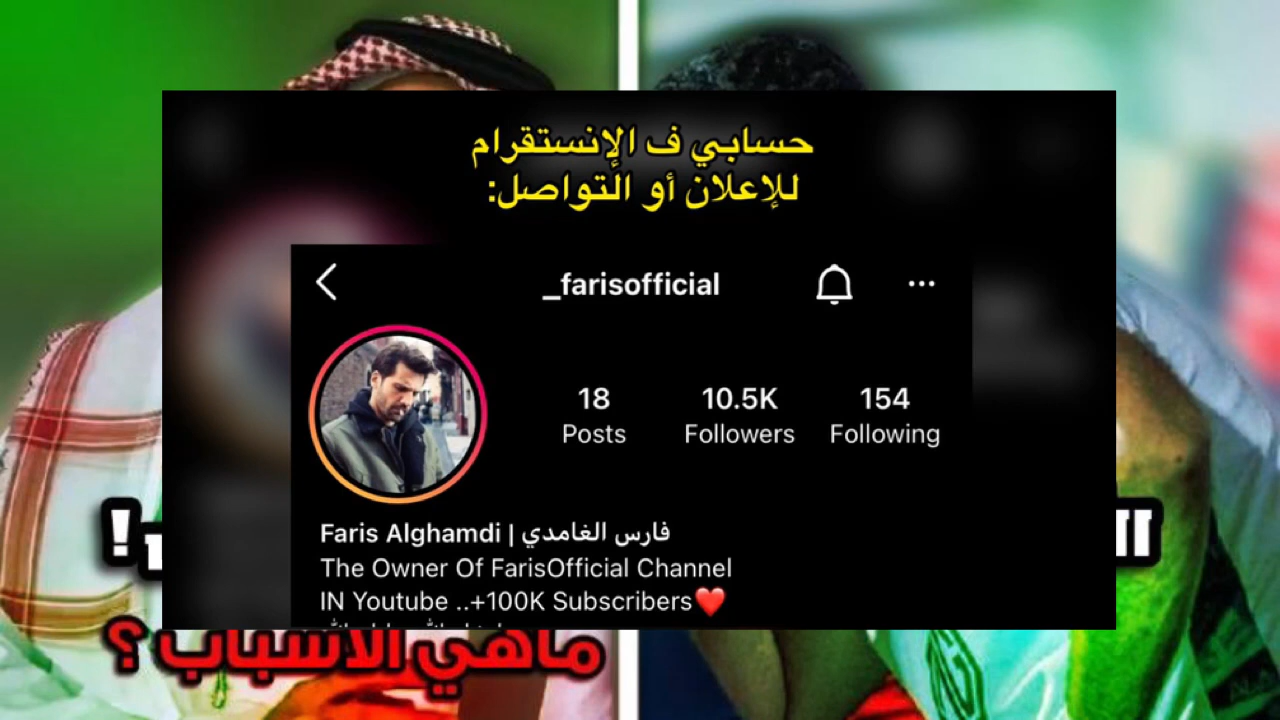 حسابي ف الإنستقرام
للإعلان أو التواصل:
_farisofficial
18
10.5K
154
Posts
Followers
Following
Faris Alghamdi | فارس الغامدي
The Owner Of FarisOfficial Channel
IN Youtube ..+100K Subscribers❤️
!
ماهي الأسباب ؟